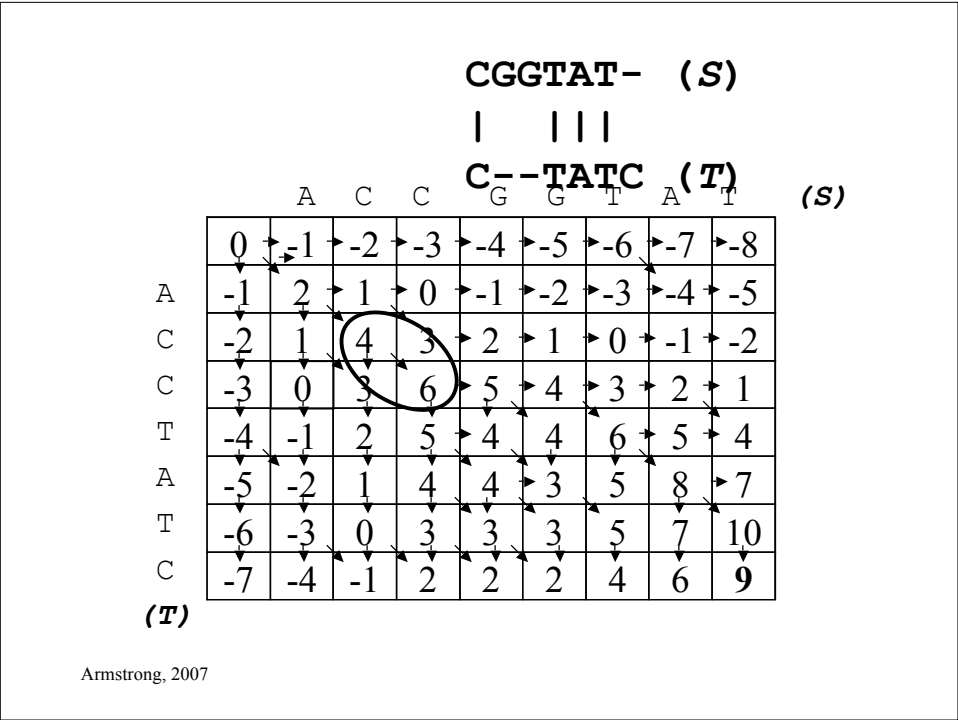 CGGTAT- (S)
| |||
C--TATC (T)
A C C G G T A T (S)
0 -1 -2 -3 -4 -5 -6 -7 -8
A -1 2 1 0 -1 -2 -3 -4 -5
C -2 1 4 3 2 1 0 -1 -2
C -3 0 3 6 5 4 3 2 1
T -4 -1 2 5 4 4 6 5 4
A -5 -2 1 4 4 3 5 8 7
T -6 -3 0 3 3 3 5 7 10
C -7 -4 -1 2 2 2 4 6 9
(T)
Armstrong, 2007